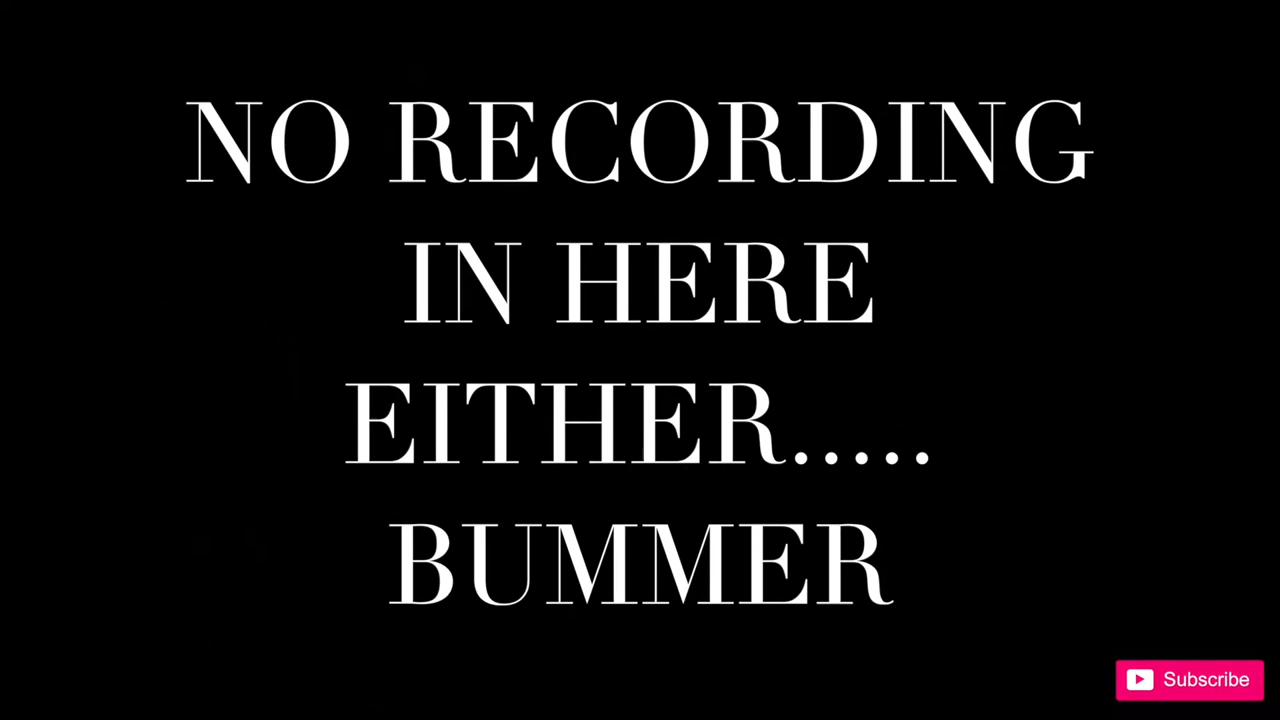 NO RECORDING
IN HERE
EITHER.....
BUMMER
Subscribe